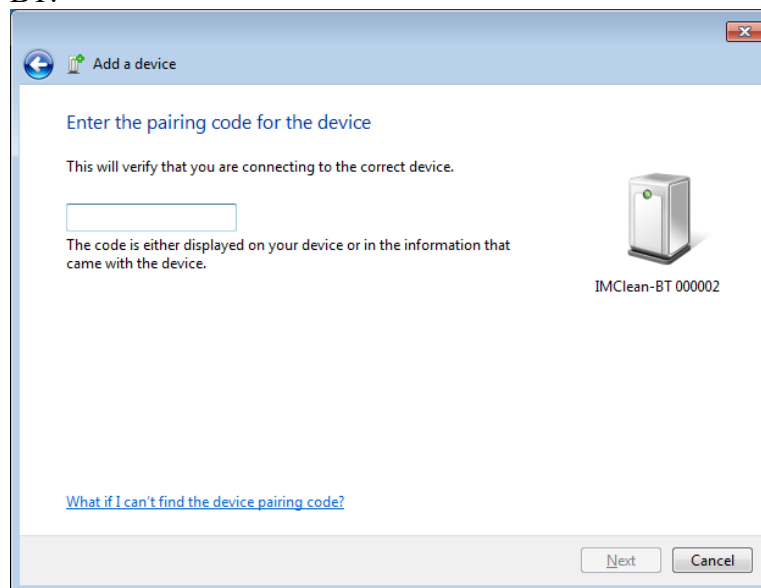 Add a device
Enter the pairing code for the device
This will verify that you are connecting to the correct device.
The code is either displayed on your device or in the information that
came with the device.
IMClean-BT 000002
What if I can't find the device pairing code?
Next
Cancel